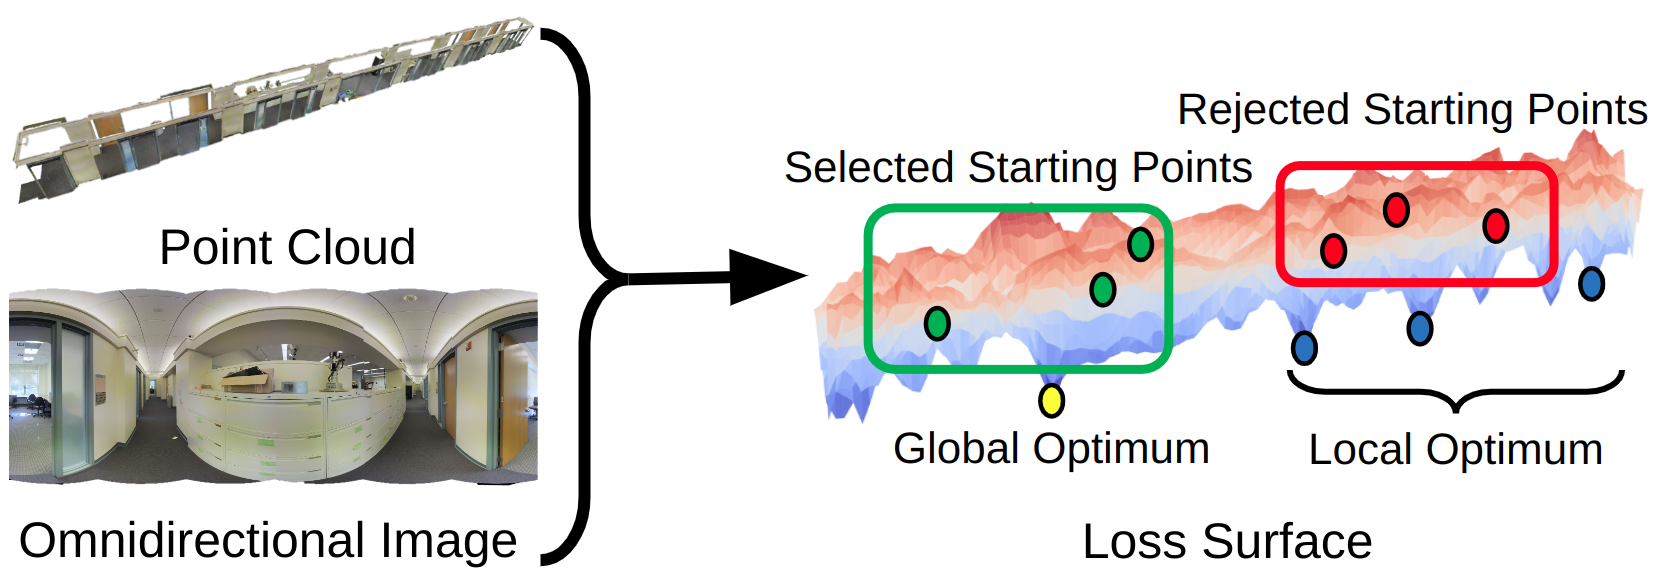 Point Cloud
Omnidirectional Image
Rejected Starting Points
Selected Starting Points
Global Optimum
Local Optimum
Loss Surface